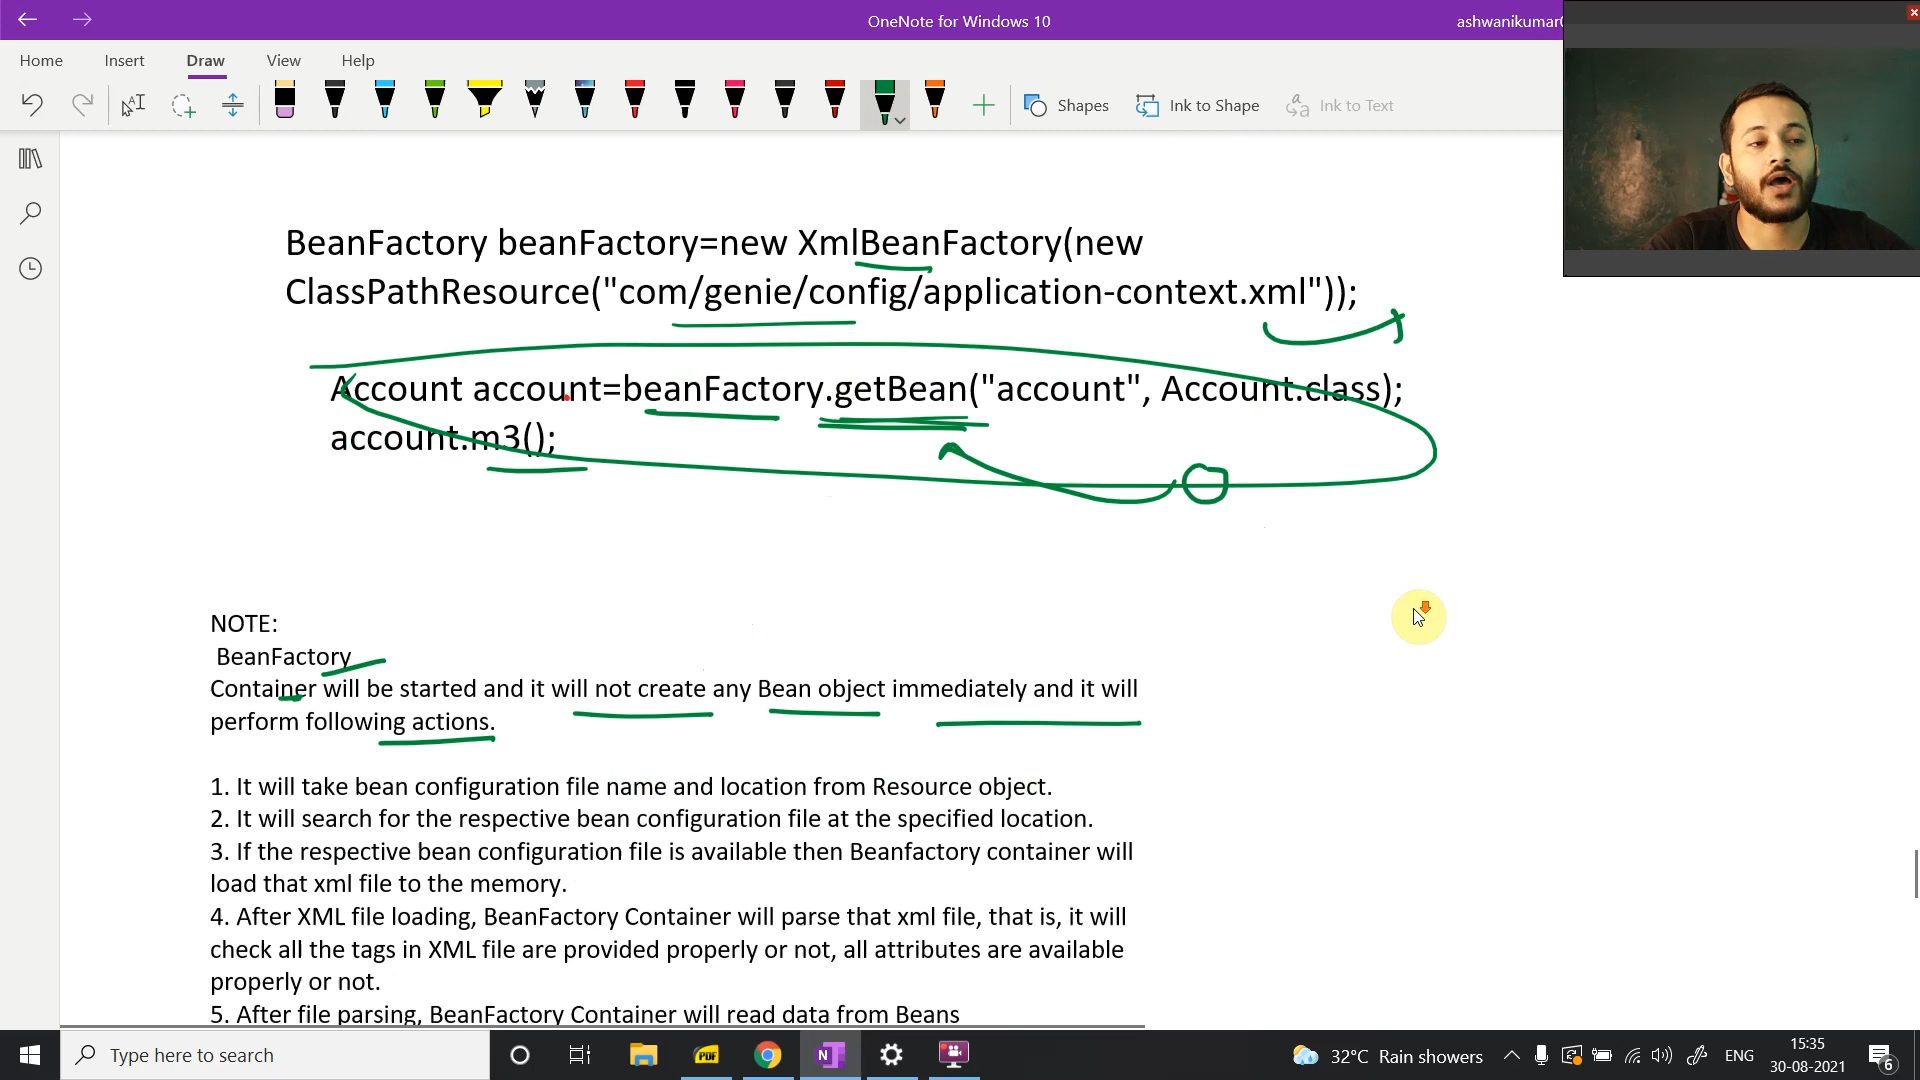 OneNote for Windows 10
Home Insert Draw View Help
Shapes Ink to Shape Ink to Text
BeanFactory beanFactory=new XmlBeanFactory(new
ClassPathResource("com/genie/config/application-context.xml"));
Account account=beanFactory.getBean("account", Account.class);
account.m3();
NOTE:
BeanFactory
Container will be started and it will not create any Bean object immediately and it will
perform following actions.
1. It will take bean configuration file name and location from Resource object.
2. It will search for the respective bean configuration file at the specified location.
3. If the respective bean configuration file is available then Beanfactory container will
load that xml file to the memory.
4. After XML file loading, BeanFactory Container will parse that xml file, that is, it will
check all the tags in XML file are provided properly or not, all attributes are available
properly or not.
5. After file parsing, BeanFactory Container will read data from Beans
Type here to search
PDF
N
32°C Rain showers
ENG
15:35
30-08-2021
6